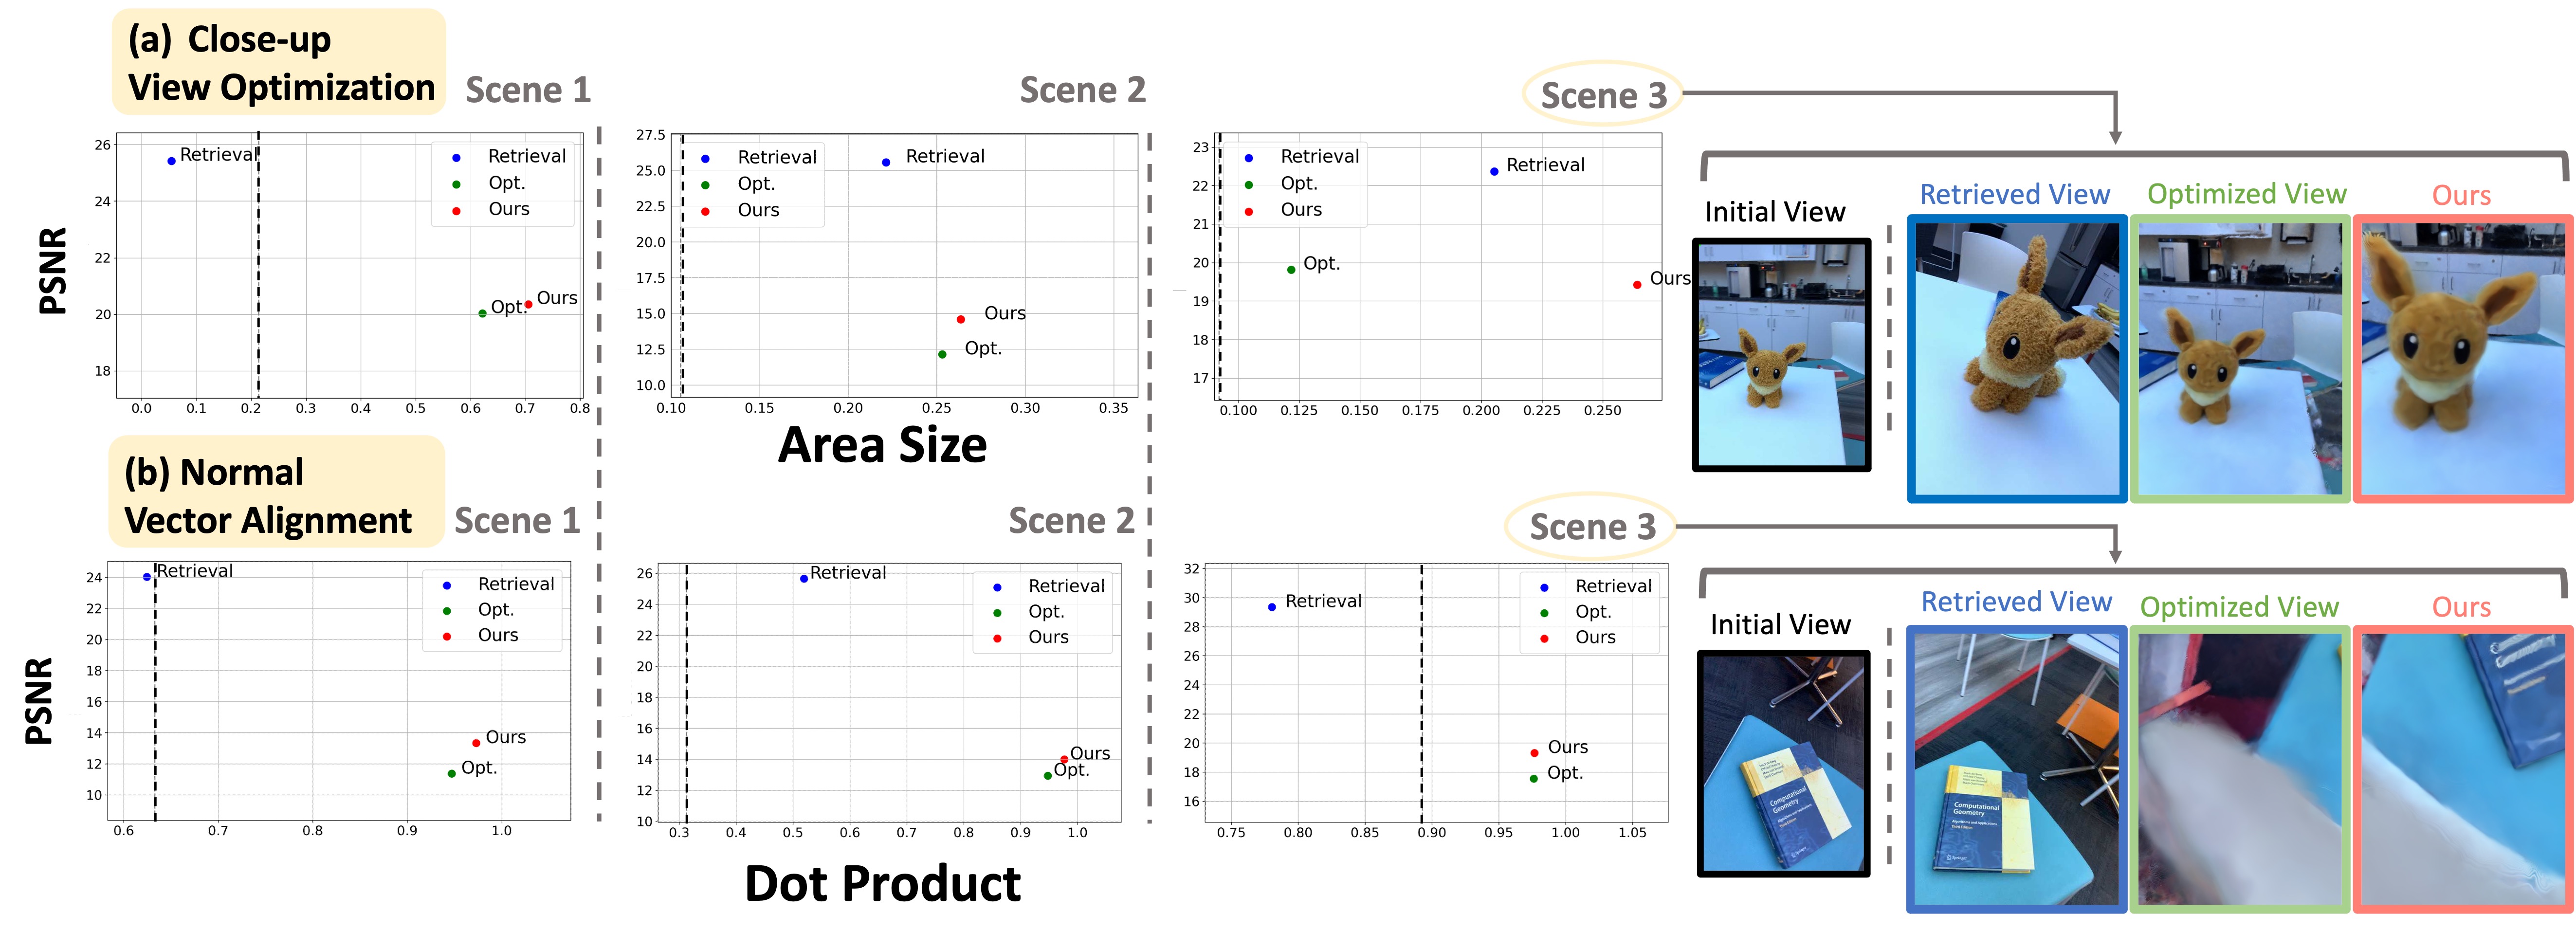 (a) Close-up
View Optimization
Scene 1
Scene 2
Scene 3
PSNR
26
24
22
20
18
0.0 0.1 0.2 0.3 0.4 0.5 0.6 0.7 0.8
Retrieval
Opt.
Ours
Retrieval
Opt.
Ours
27.5
25.0
22.5
20.0
17.5
15.0
12.5
10.0
0.10 0.15 0.20 0.25 0.30 0.35
Retrieval
Opt.
Ours
Retrieval
Ours
Opt.
Area Size
23
22
21
20
19
18
17
0.100 0.125 0.150 0.175 0.200 0.225 0.250
Retrieval
Opt.
Ours
Retrieval
Opt.
Ours
Initial View
Retrieved View
Optimized View
Ours
(b) Normal
Vector Alignment
Scene 1
Scene 2
Scene 3
PSNR
24
22
20
18
16
14
12
10
0.6 0.7 0.8 0.9 1.0
Retrieval
Retrieval
Opt.
Ours
Ours
Opt.
26
24
22
20
18
16
14
12
10
0.3 0.4 0.5 0.6 0.7 0.8 0.9 1.0
Retrieval
Retrieval
Opt.
Ours
Ours
Opt.
Dot Product
32
30
28
26
24
22
20
18
16
0.75 0.80 0.85 0.90 0.95 1.00 1.05
Retrieval
Retrieval
Opt.
Ours
Ours
Opt.
Initial View
Computational
Geometry
Retrieved View
Computational
Geometry
Algorithms and Applications
Springer
Optimized View
Ours